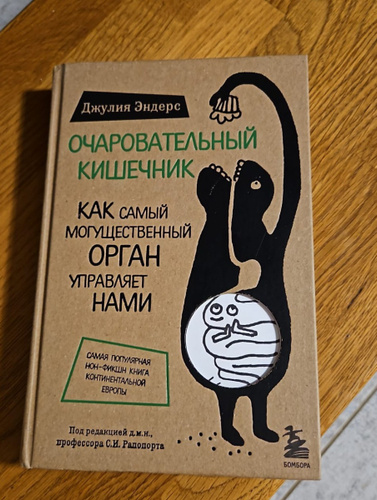 Джулия Эндерс
ОЧАРОВАТЕЛЬНЫЙ
КИШЕЧНИК
КАК САМЫЙ
МОГУЩЕСТВЕННЫЙ
ОРГАН
УПРАВЛЯЕТ
НАМИ
САМАЯ ПОПУЛЯРНАЯ
НОН-ФИКШН КНИГА
КОНТИНЕНТАЛЬНОЙ
ЕВРОПЫ
Под редакцией д.м.н.,
профессора С.И. Рапопорта
БОМБОРА